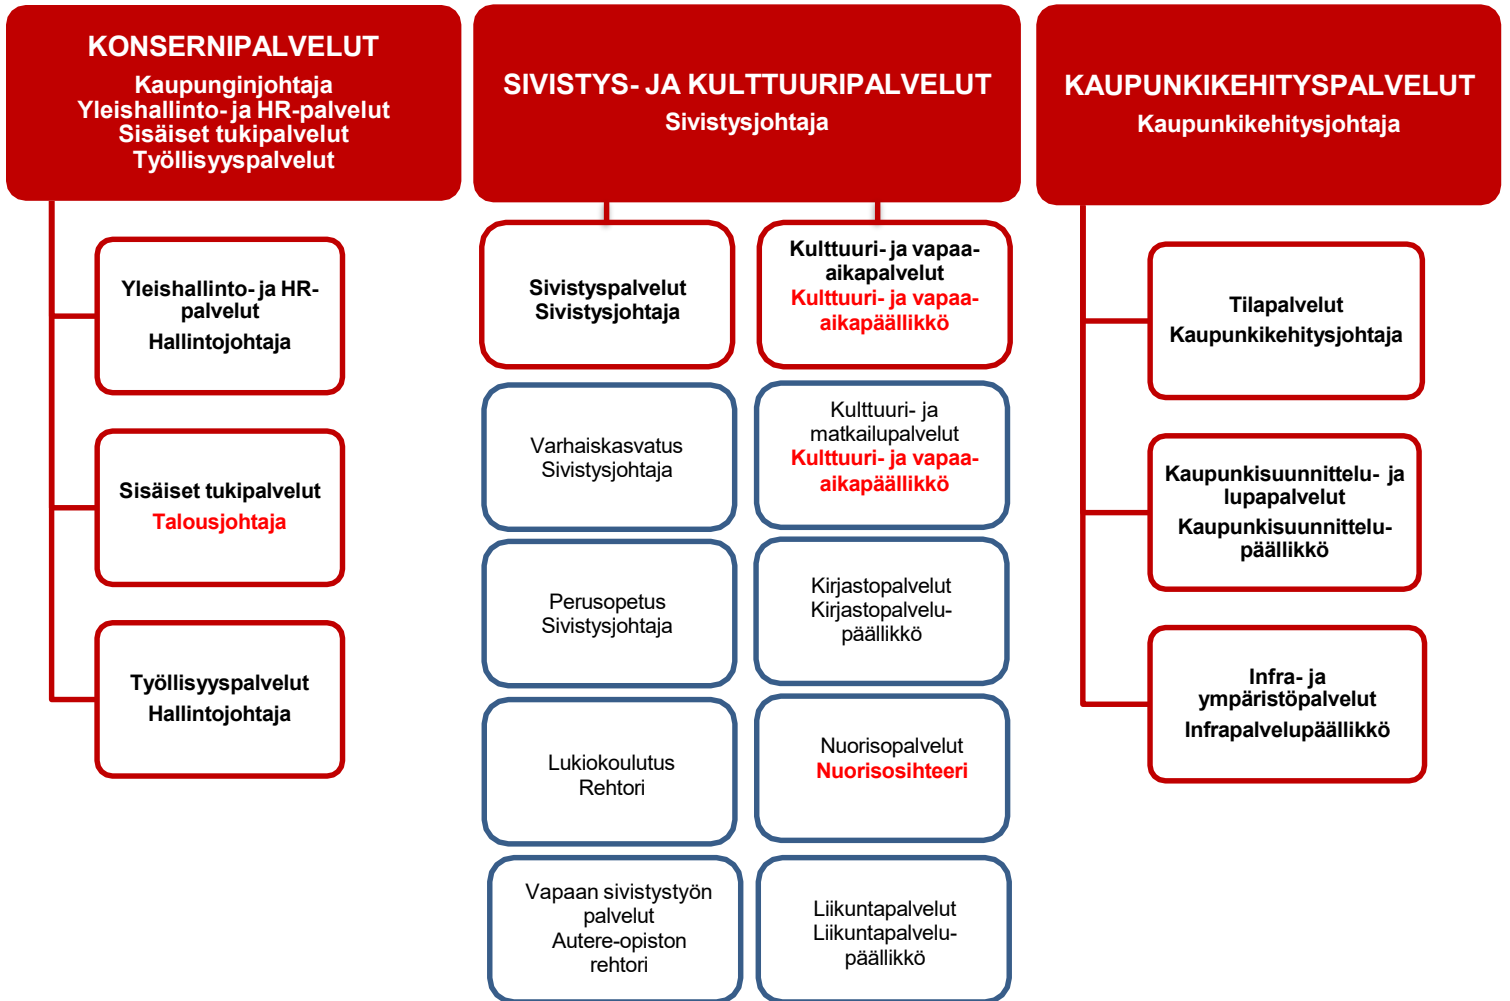 KONSERNIPALVELUT
Kaupunginjohtaja
Yleishallinto- ja HR-palvelut
Sisäiset tukipalvelut
Työllisyyspalvelut
Yleishallinto- ja HR-
palvelut
Hallintojohtaja
Sisäiset tukipalvelut
Talousjohtaja
Työllisyyspalvelut
Hallintojohtaja
SIVISTYS- JA KULTTUURIPALVELUT
Sivistysjohtaja
Sivistyspalvelut
Sivistysjohtaja
Varhaiskasvatus
Sivistysjohtaja
Perusopetus
Sivistysjohtaja
Lukiokoulutus
Rehtori
Vapaan sivistystyön
palvelut
Autere-opiston
rehtori
Kulttuuri- ja vapaa-
aikapalvelut
Kulttuuri- ja vapaa-
aikapäällikkö
Kulttuuri- ja
matkailupalvelut
Kulttuuri- ja vapaa-
aikapäällikkö
Kirjastopalvelut
Kirjastopalvelu-
päällikkö
Nuorisopalvelut
Nuorisosihteeri
Liikuntapalvelut
Liikuntapalvelu-
päällikkö
KAUPUNKIKEHITYSPALVELUT
Kaupunkikehitysjohtaja
Tilapalvelut
Kaupunkikehitysjohtaja
Kaupunkisuunnittelu- ja
lupapalvelut
Kaupunkisuunnittelu-
päällikkö
Infra- ja
ympäristöpalvelut
Infrapalvelupäällikkö